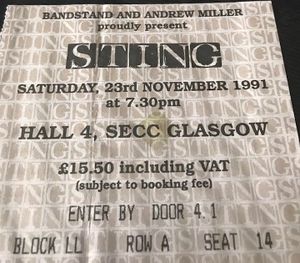 BANDSTAND AND ANDREW MILLER
proudly present
STING
SATURDAY, 23rd NOVEMBER 1991
at 7.30pm
HALL 4, SECC GLASGOW
£15.50 including VAT
(subject to booking fee)
ENTER BY DOOR 4.1
BLOCK LL ROW A SEAT 14